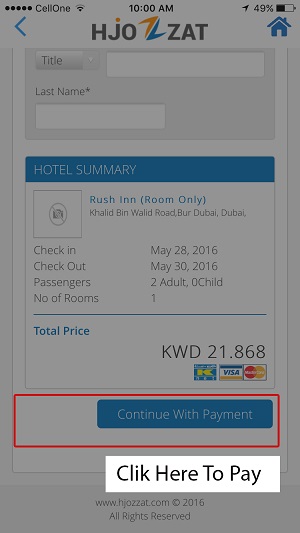 CellOne 10:00 AM 49%
HJOZZAT
Title
Last Name*
HOTEL SUMMARY
Rush Inn (Room Only)
Khalid Bin Walid Road,Bur Dubai, Dubai,
Check in May 28, 2016
Check Out May 30, 2016
Passengers 2 Adult, 0Child
No of Rooms 1
Total Price
KWD 21.868
VISA MasterCard
Continue With Payment
Clik Here To Pay
www.hjozzat.com © 2016
All Rights Reserved